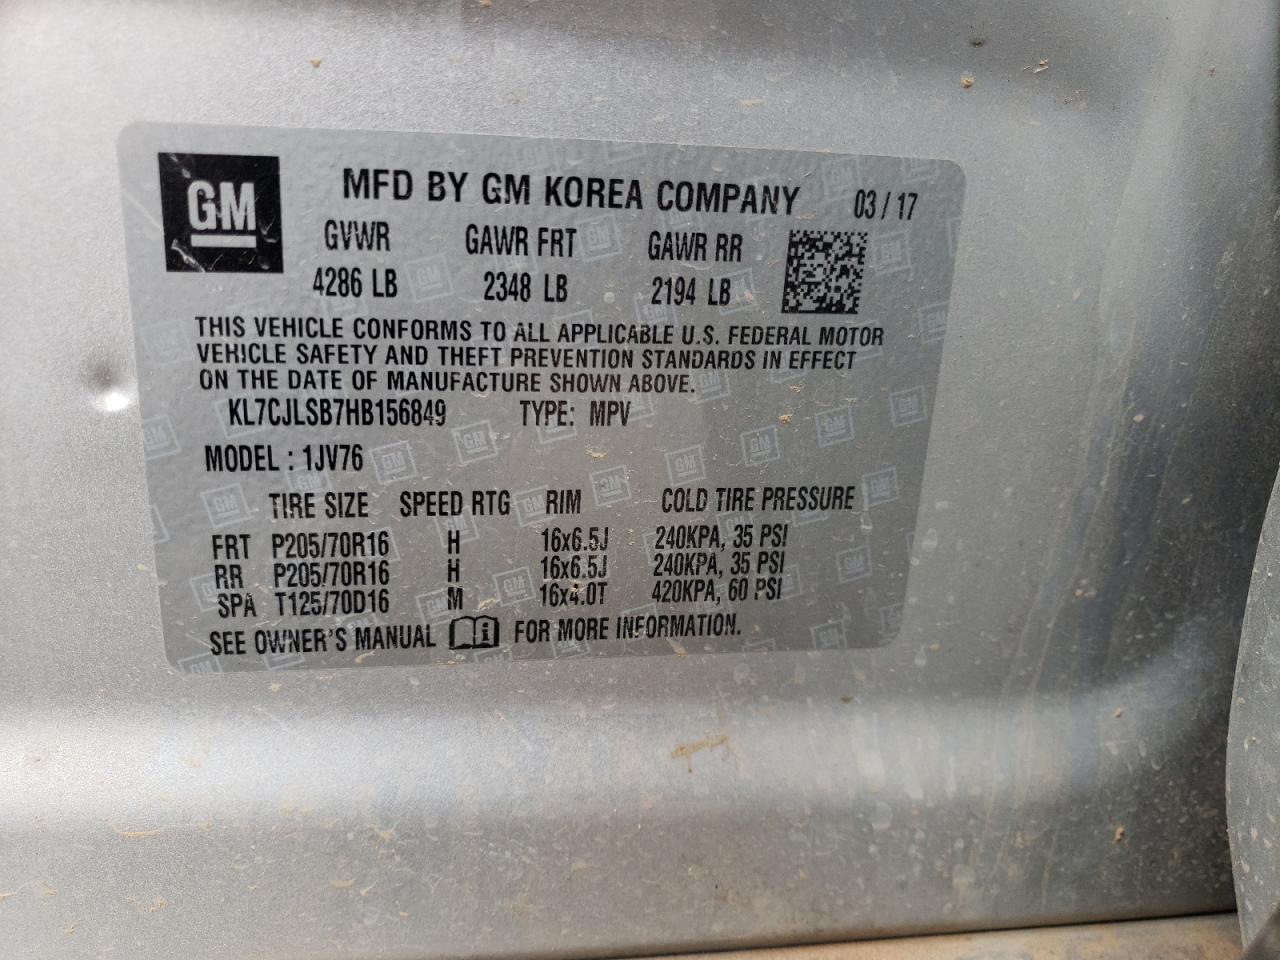 GM
MFD BY GM KOREA COMPANY 03 / 17
GVWR GAWR FRT GAWR RR
4286 LB 2348 LB 2194 LB
THIS VEHICLE CONFORMS TO ALL APPLICABLE U.S. FEDERAL MOTOR
VEHICLE SAFETY AND THEFT PREVENTION STANDARDS IN EFFECT
ON THE DATE OF MANUFACTURE SHOWN ABOVE.
KL7CJLSB7HB156849 TYPE: MPV
MODEL : 1JV76
TIRE SIZE SPEED RTG RIM COLD TIRE PRESSURE
FRT P205/70R16 H 16x6.5J 240KPA, 35 PSI
RR P205/70R16 H 16x6.5J 240KPA, 35 PSI
SPA T125/70D16 M 16x4.0T 420KPA, 60 PSI
SEE OWNER'S MANUAL FOR MORE INFORMATION.